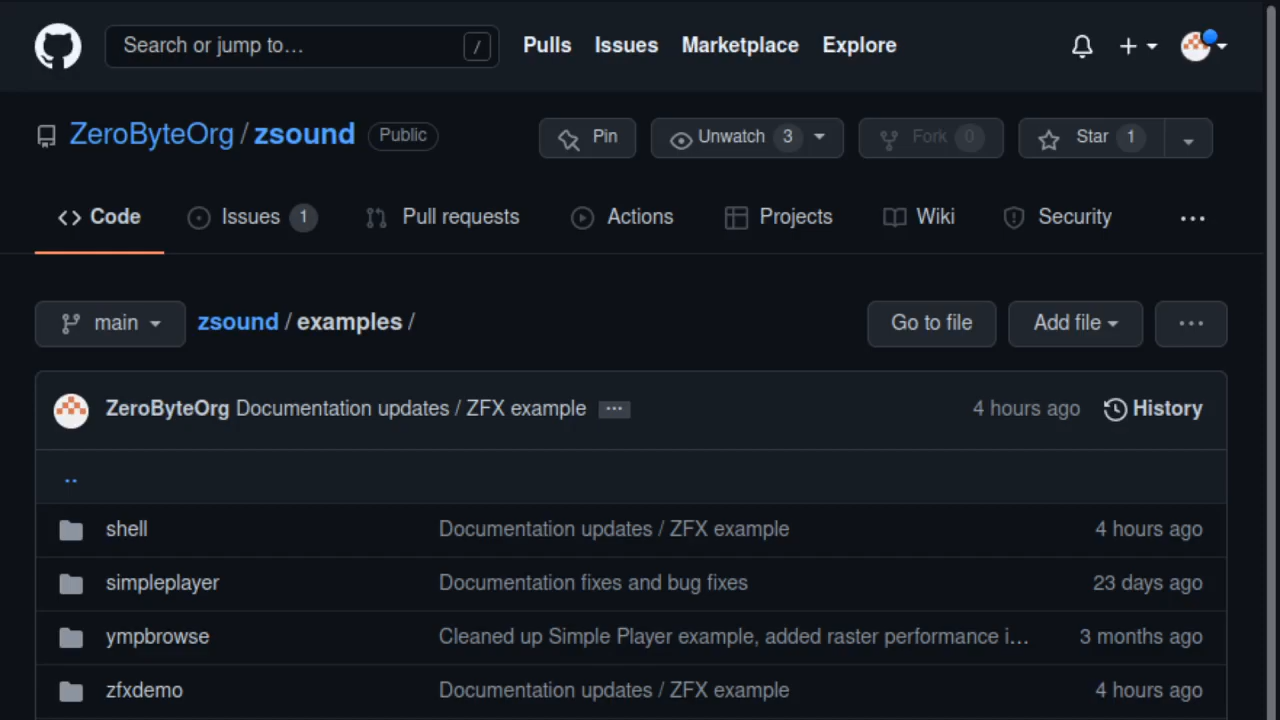 Search or jump to... / Pulls Issues Marketplace Explore
ZeroByteOrg / zsound Public Pin Unwatch 3 Fork 0 Star 1
Code Issues 1 Pull requests Actions Projects Wiki Security ...
main zsound / examples / Go to file Add file ...
ZeroByteOrg Documentation updates / ZFX example ... 4 hours ago History
..
shell Documentation updates / ZFX example 4 hours ago
simpleplayer Documentation fixes and bug fixes 23 days ago
ympbrowse Cleaned up Simple Player example, added raster performance i... 3 months ago
zfxdemo Documentation updates / ZFX example 4 hours ago